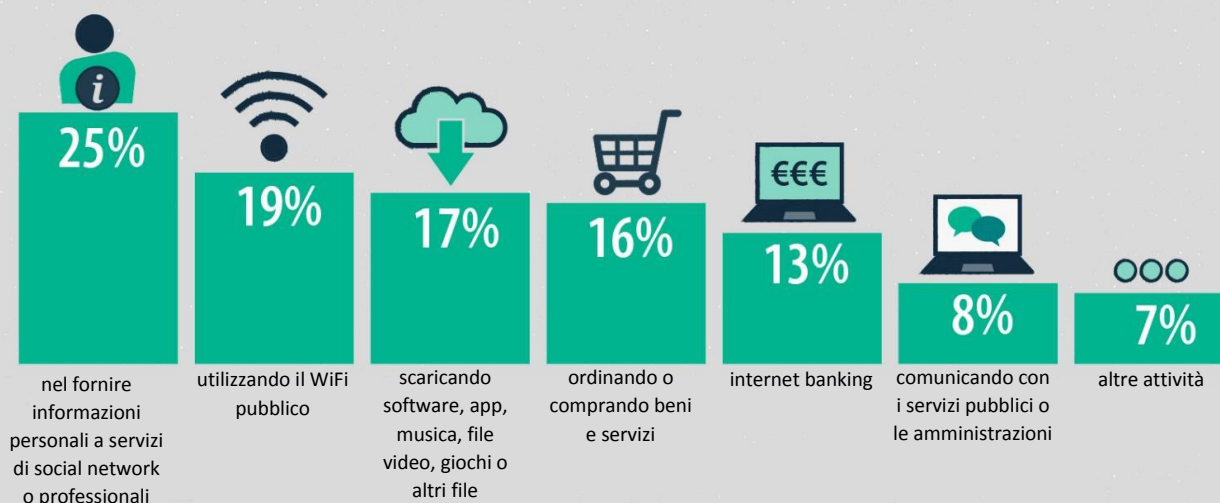 25%
19%
17%
16%
€€€
13%
8%
7%
nel fornire
informazioni
personali a servizi
di social network
o professionali
utilizzando il WiFi
pubblico
scaricando
software, app,
musica, file
video, giochi o
altri file
ordinando o
comprando beni
e servizi
internet banking
comunicando con
i servizi pubblici o
le amministrazioni
altre attività
i